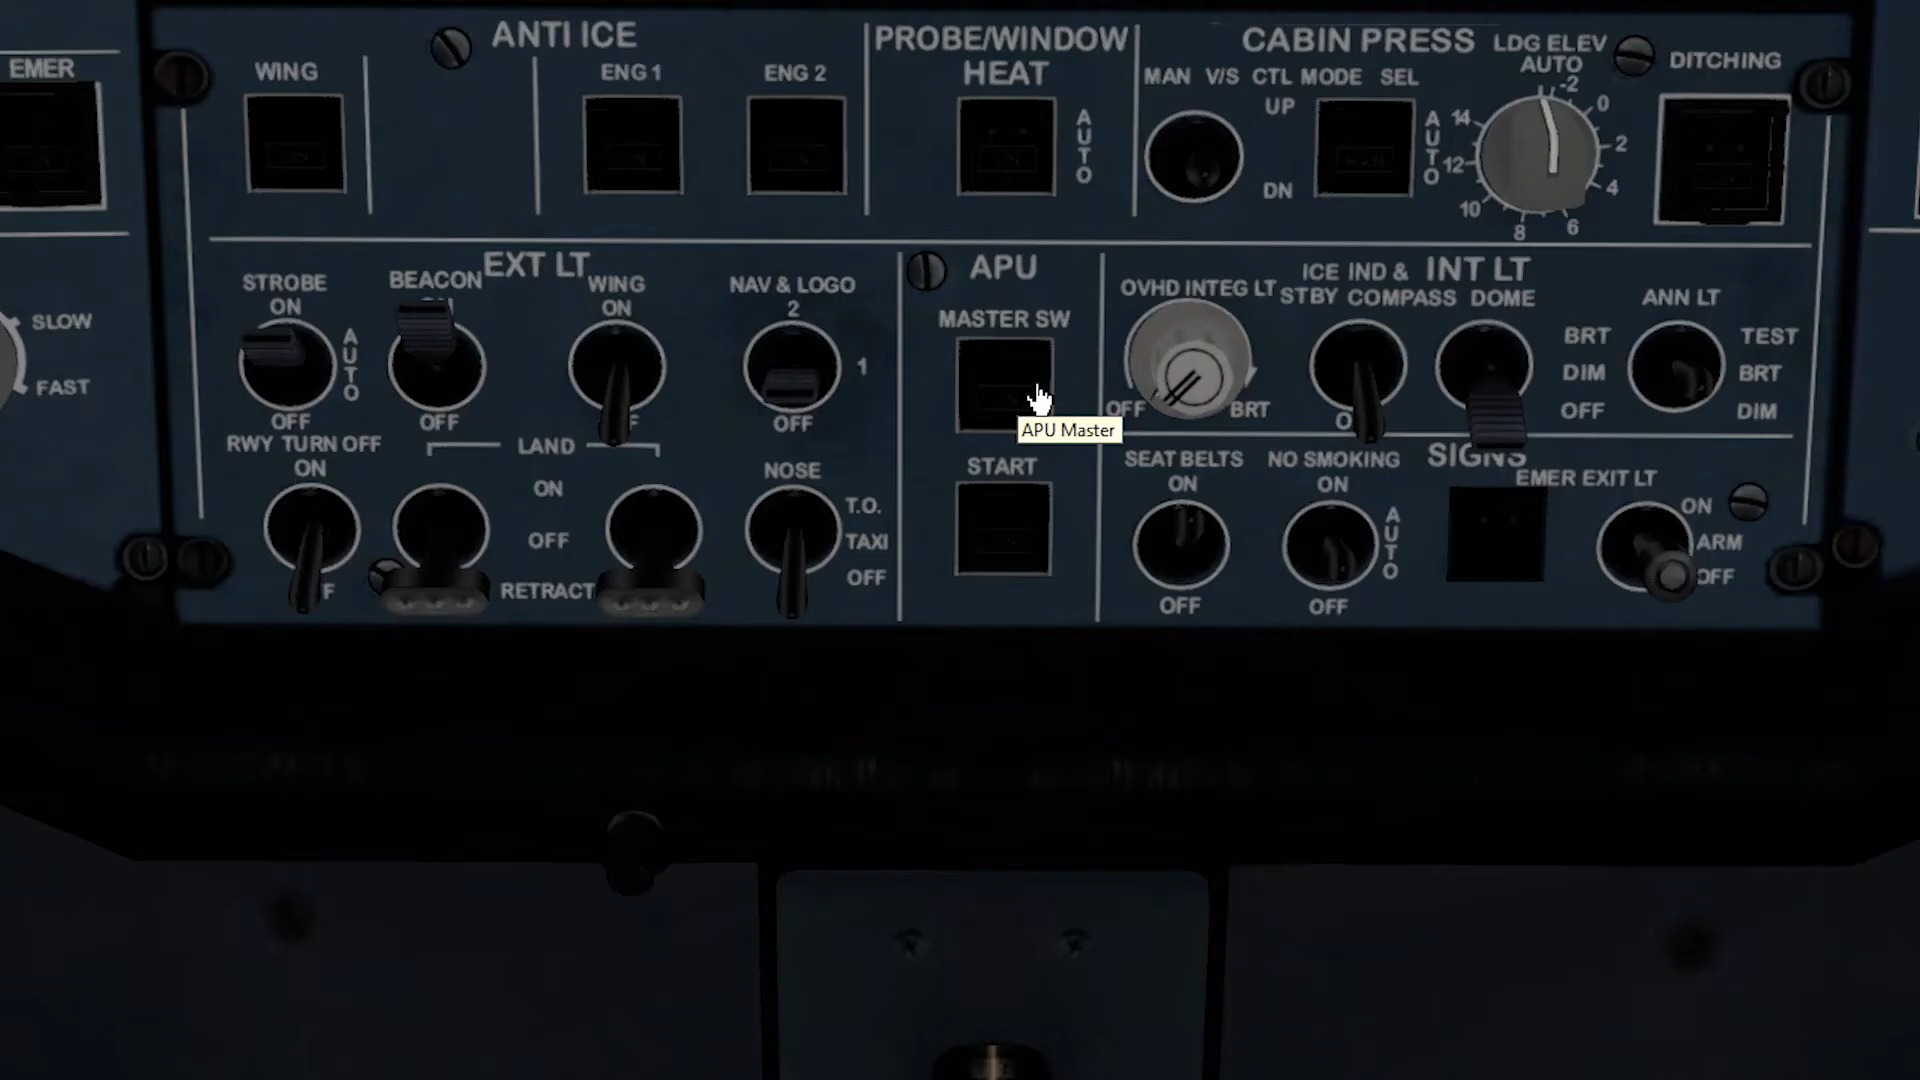 ANTI ICE
PROBE/WINDOW
HEAT
CABIN PRESS
LDG ELEV
AUTO
DITCHING
EMER
WING
ENG 1
ENG 2
MAN V/S CTL MODE SEL
UP
DN
AUTO
AUTO
-2
0
2
4
6
8
10
12
14
EXT LT
STROBE
ON
AUTO
OFF
BEACON
OFF
WING
ON
NAV & LOGO
2
1
OFF
APU
MASTER SW
APU Master
START
INT LT
OVHD INTEG LT
OFF
BRT
ICE IND &
STBY COMPASS
DOME
BRT
DIM
OFF
ANN LT
TEST
BRT
DIM
SLOW
FAST
RWY TURN OFF
ON
LAND
ON
OFF
RETRACT
NOSE
T.O.
TAXI
OFF
SIGNS
SEAT BELTS
ON
OFF
NO SMOKING
ON
AUTO
OFF
EMER EXIT LT
ON
ARM
OFF